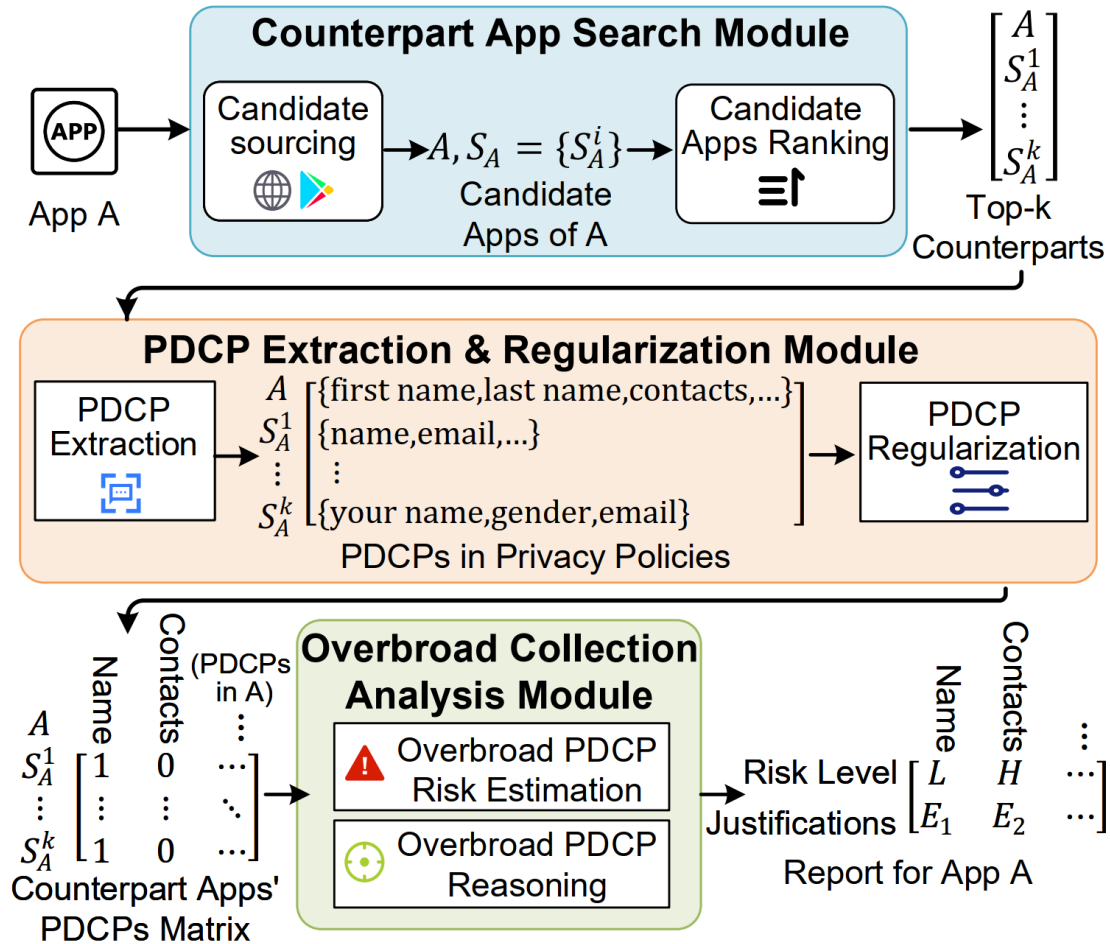 Counterpart App Search Module
APP
App A
Candidate
sourcing
A, S_A = {S_A^i}
Candidate
Apps of A
Candidate
Apps Ranking
A
S_A^1
⋮
S_A^k
Top-k
Counterparts
PDCP Extraction & Regularization Module
PDCP
Extraction
A {first name,last name,contacts,...}
S_A^1 {name,email,...}
⋮ ⋮
S_A^k {your name,gender,email}
PDCPs in Privacy Policies
PDCP
Regularization
Name Contacts (PDCPs
in A)
A ⋮
S_A^1 1 0 ⋯
⋮ ⋮ ⋮ ⋱
S_A^k 1 0 ⋯
Counterpart Apps'
PDCPs Matrix
Overbroad Collection
Analysis Module
Overbroad PDCP
Risk Estimation
Overbroad PDCP
Reasoning
Name Contacts ⋮
Risk Level L H ⋯
Justifications E_1 E_2 ⋯
Report for App A